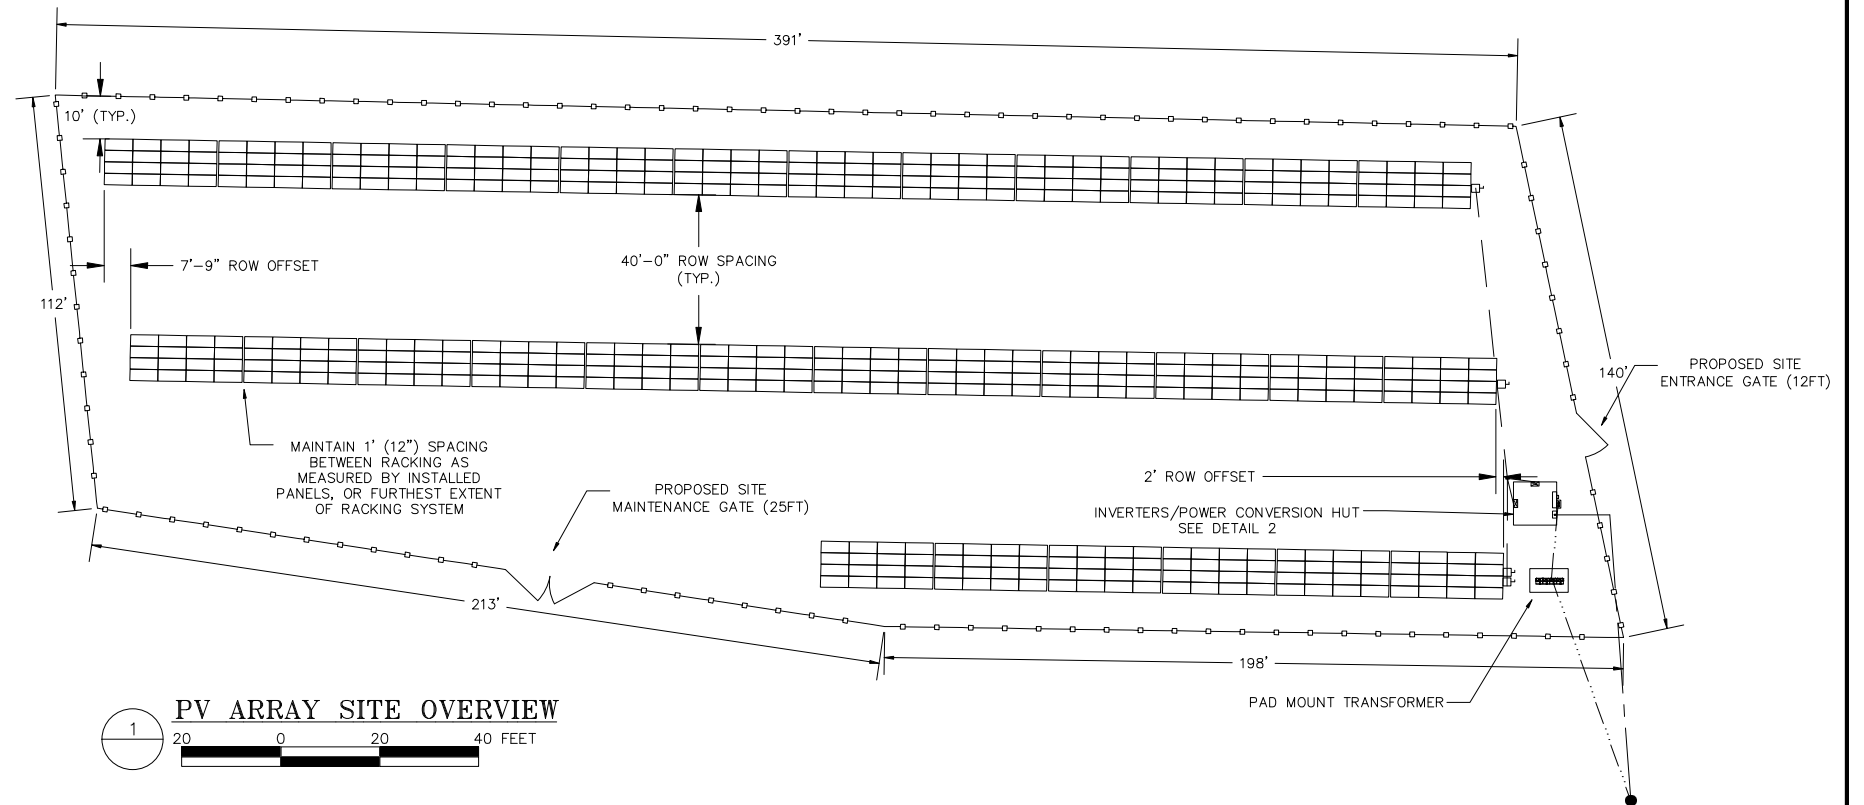 391'
10' (TYP.)
7'-9" ROW OFFSET
40'-0" ROW SPACING
(TYP.)
112'
140'
PROPOSED SITE
ENTRANCE GATE (12FT)
MAINTAIN 1' (12") SPACING
BETWEEN RACKING AS
MEASURED BY INSTALLED
PANELS, OR FURTHEST EXTENT
OF RACKING SYSTEM
PROPOSED SITE
MAINTENANCE GATE (25FT)
2' ROW OFFSET
INVERTERS/POWER CONVERSION HUT
SEE DETAIL 2
213'
198'
PAD MOUNT TRANSFORMER
1
PV ARRAY SITE OVERVIEW
20 0 20 40 FEET